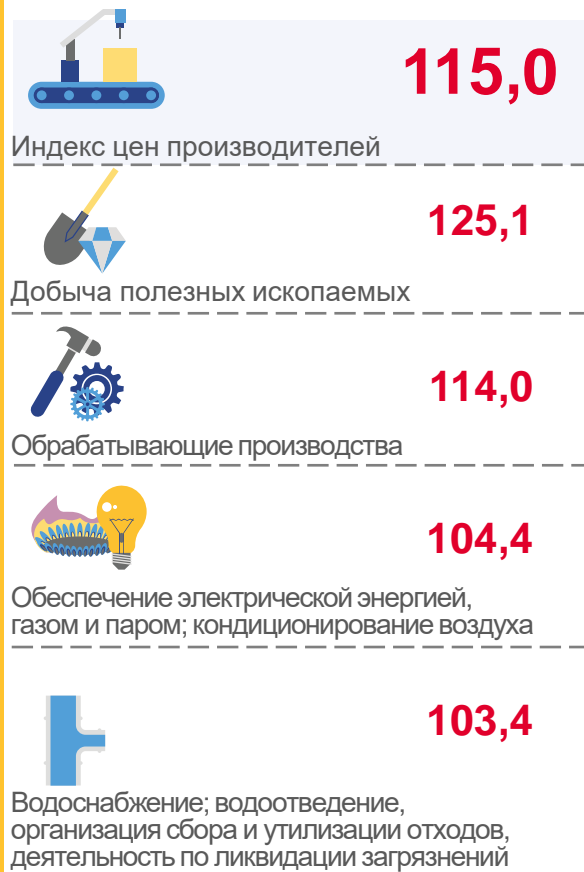 115,0
Индекс цен производителей
125,1
Добыча полезных ископаемых
114,0
Обрабатывающие производства
104,4
Обеспечение электрической энергией,
газом и паром; кондиционирование воздуха
103,4
Водоснабжение; водоотведение,
организация сбора и утилизации отходов,
деятельность по ликвидации загрязнений